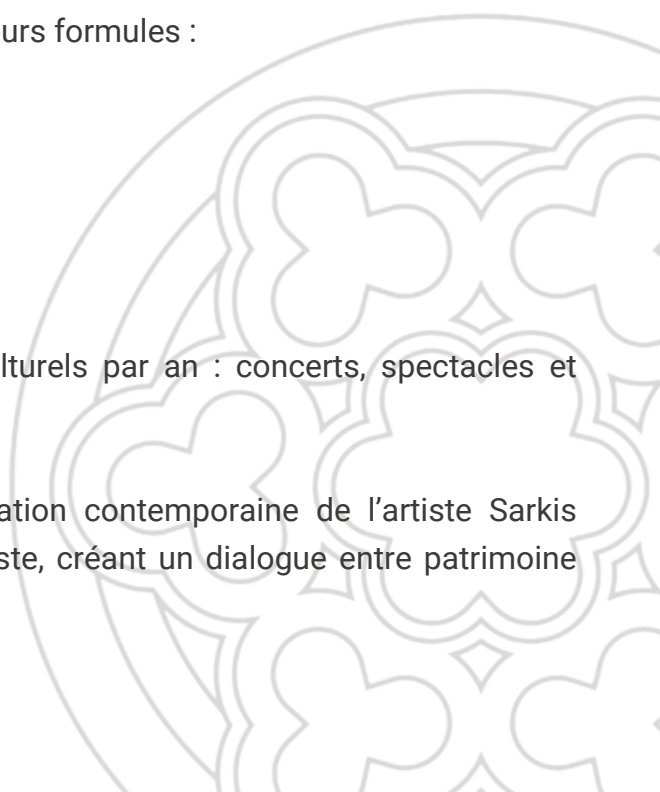 urs formules :
lturels par an : concerts, spectacles et
ation contemporaine de l’artiste Sarkis
ste, créant un dialogue entre patrimoine